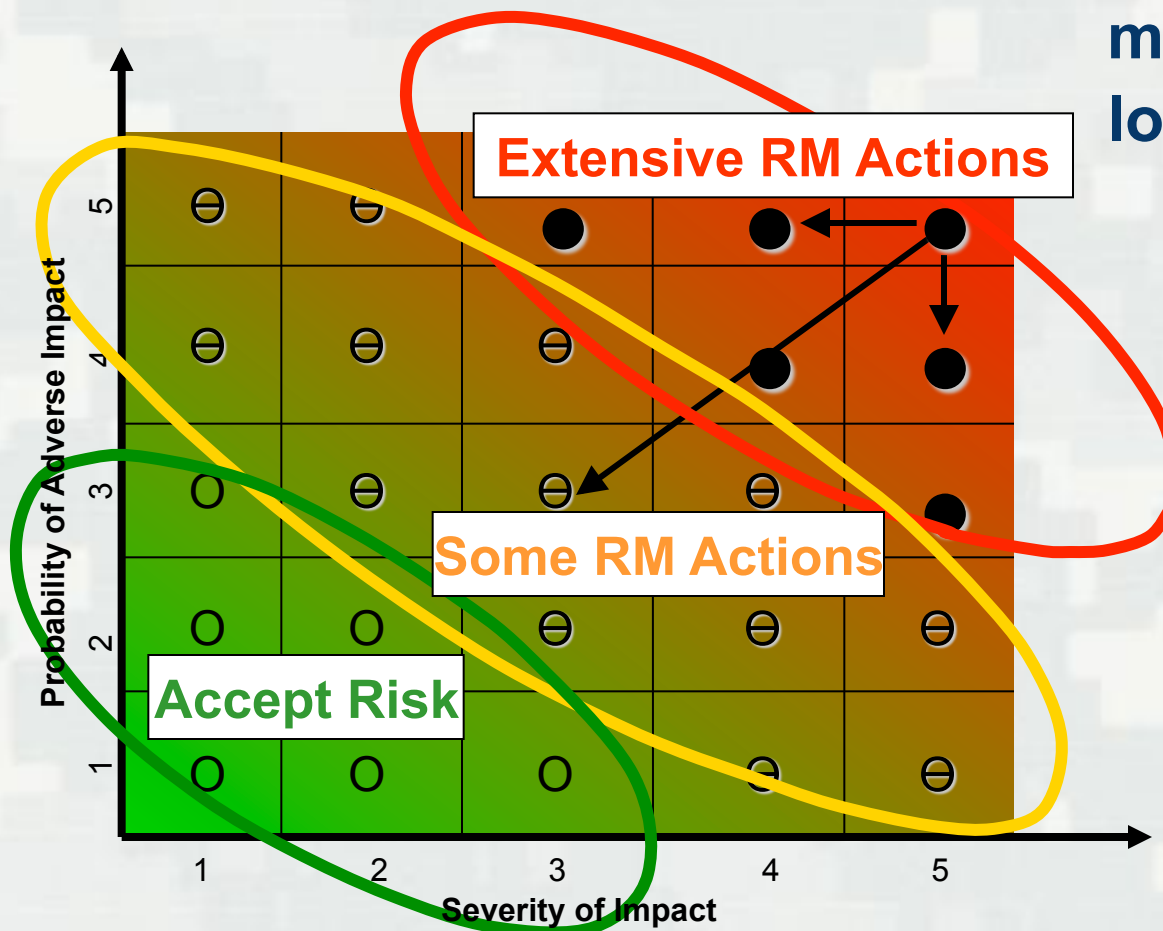 m
lo
Extensive RM Actions
Some RM Actions
Accept Risk
Probability of Adverse Impact
5
4
3
2
1
O O
O O O
O O O
O O O O O
O O O O O
1 2 3 4 5
Severity of Impact